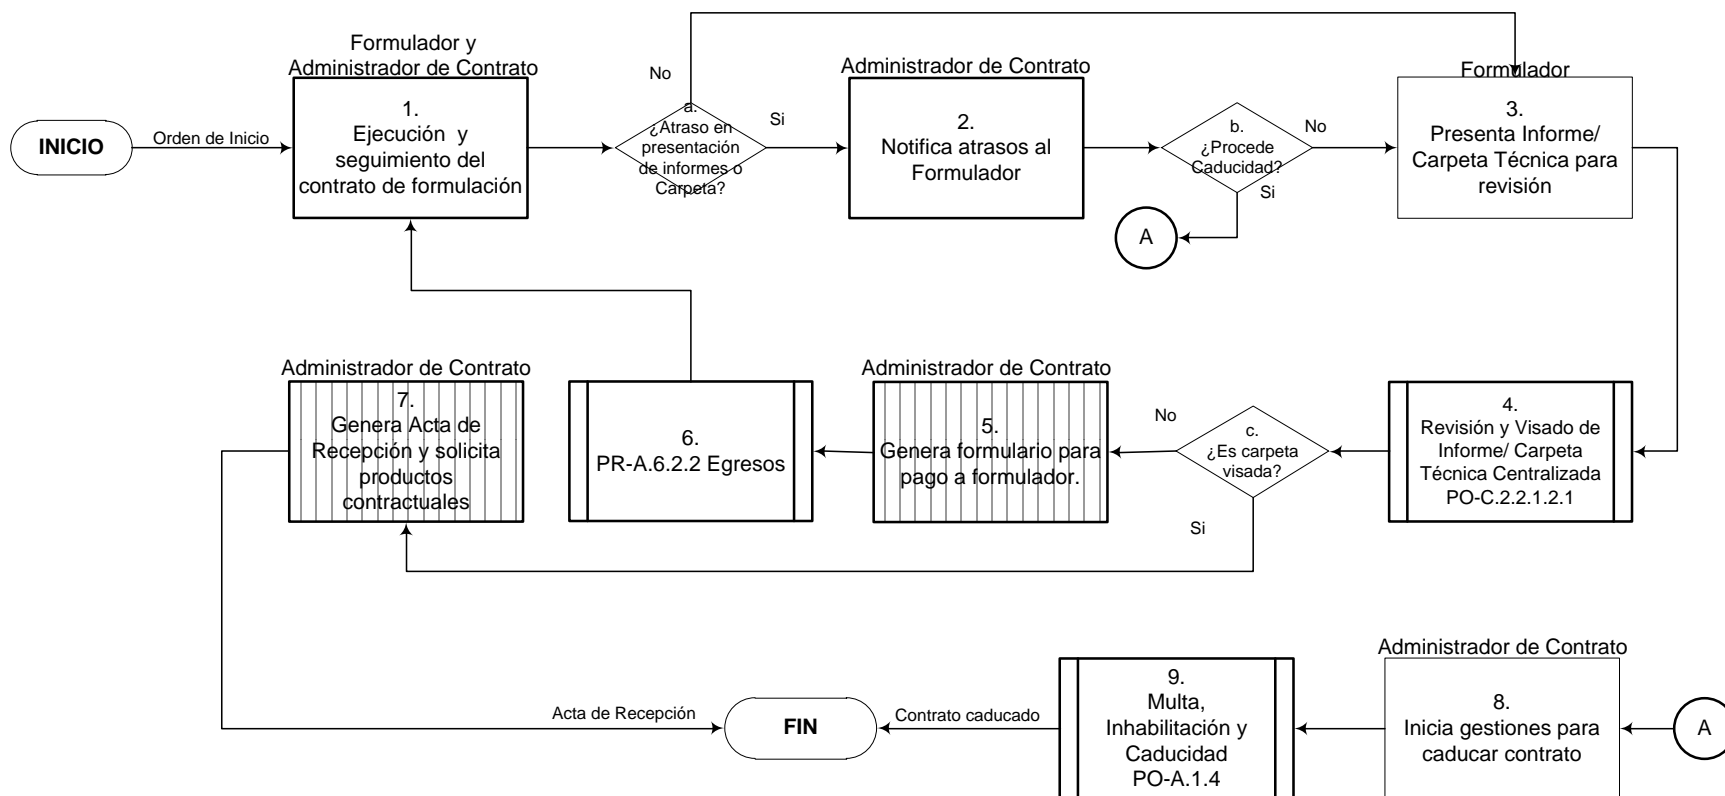 Formulador y
Administrador de Contrato
1.
Ejecución y
seguimiento del
contrato de formulación
INICIO
Orden de Inicio
No
a.
¿Atraso en
presentación
de informes o
Carpeta?
Si
Administrador de Contrato
2.
Notifica atrasos al
Formulador
b.
¿Procede
Caducidad?
No
Si
A
Formulador
3.
Presenta Informe/
Carpeta Técnica para
revisión
Administrador de Contrato
7.
Genera Acta de
Recepción y solicita
productos
contractuales
6.
PR-A.6.2.2 Egresos
Administrador de Contrato
5.
Genera formulario para
pago a formulador.
No
c.
¿Es carpeta
visada?
Si
4.
Revisión y Visado de
Informe/ Carpeta
Técnica Centralizada
PO-C.2.2.1.2.1
Acta de Recepción
FIN
Contrato caducado
9.
Multa,
Inhabilitación y
Caducidad
PO-A.1.4
Administrador de Contrato
8.
Inicia gestiones para
caducar contrato
A